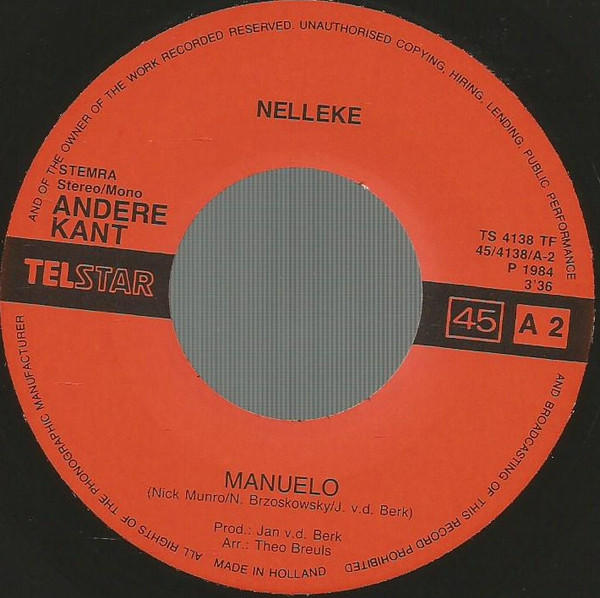 ALL RIGHTS OF THE PHONOGRAPHIC MANUFACTURER AND OF THE OWNER OF THE WORK RECORDED RESERVED. UNAUTHORISED COPYING, HIRING, LENDING, PUBLIC PERFORMANCE AND BROADCASTING OF THIS RECORD PROHIBITED
NELLEKE
STEMRA
Stereo/Mono
ANDERE
KANT
TELSTAR
TS 4138 TF
45/4138/A-2
P 1984
3'36
45 A 2
MANUELO
(Nick Munro/N. Brzoskowsky/J. v.d. Berk)
Prod.: Jan v.d. Berk
Arr.: Theo Breuls
MADE IN HOLLAND